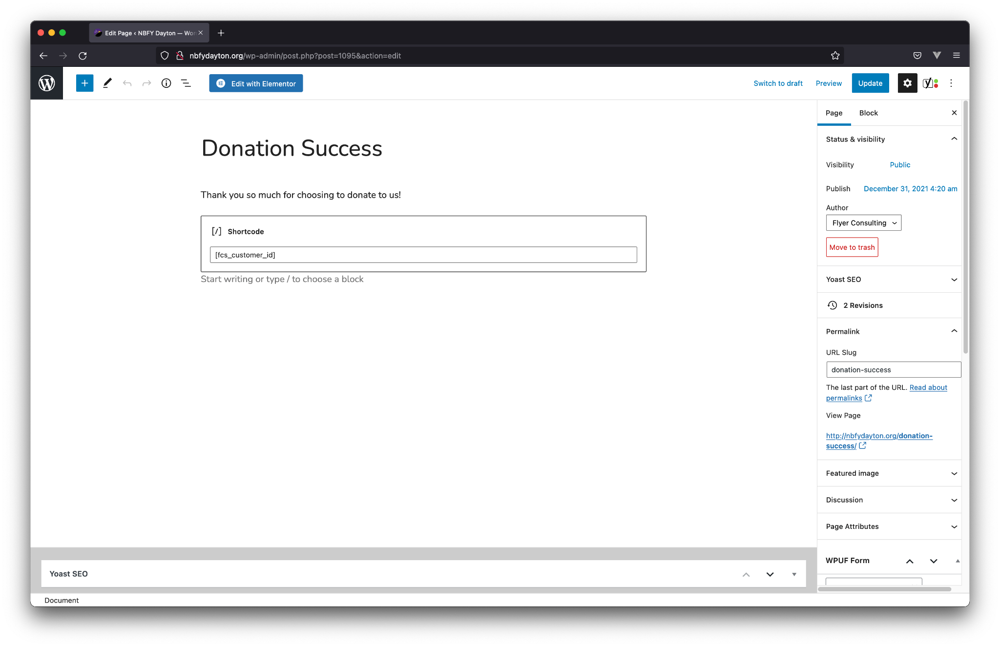 Edit Page ‹ NBFY Dayton — Wor
nbfydayton.org/wp-admin/post.php?post=1095&action=edit
Edit with Elementor
Switch to draft
Preview
Update
Page
Block
Donation Success
Thank you so much for choosing to donate to us!
[/] Shortcode
[fcs_customer_id]
Start writing or type / to choose a block
Status & visibility
Visibility Public
Publish December 31, 2021 4:20 am
Author
Flyer Consulting
Move to trash
Yoast SEO
2 Revisions
Permalink
URL Slug
donation-success
The last part of the URL. Read about
permalinks
View Page
http://nbfydayton.org/donation-
success/
Featured image
Discussion
Page Attributes
WPUF Form
Yoast SEO
Document